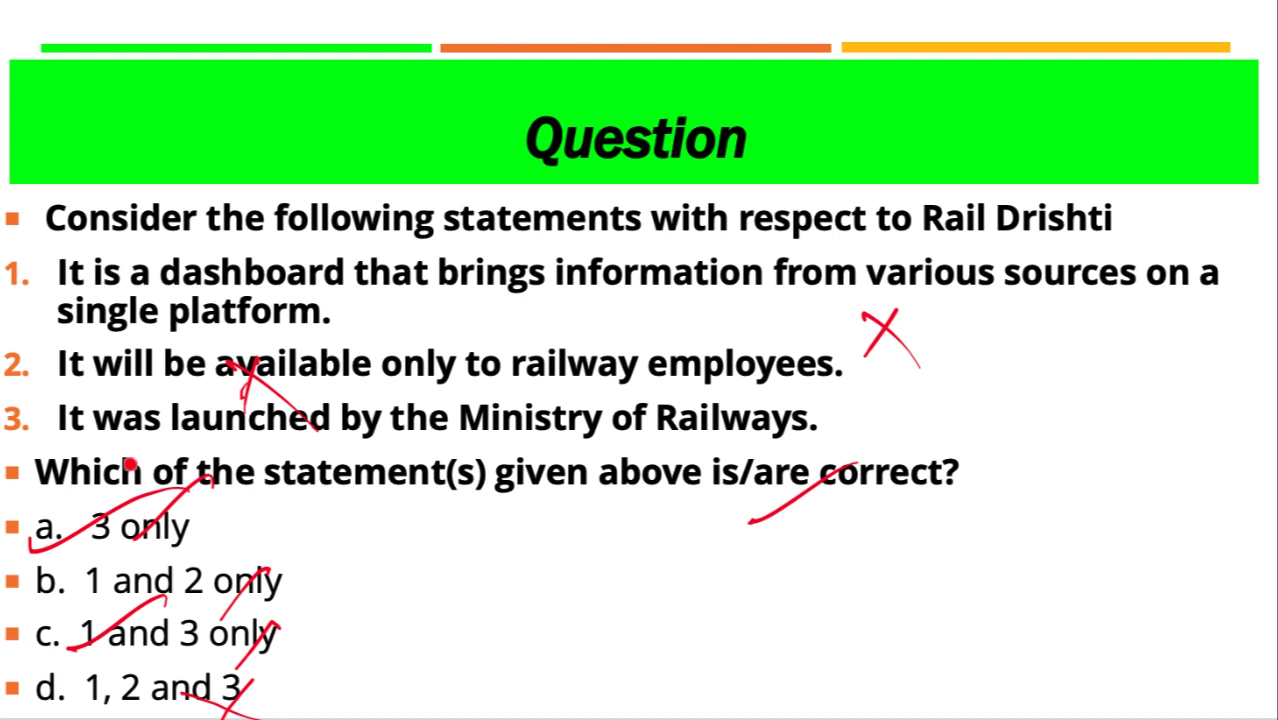 Question
Consider the following statements with respect to Rail Drishti
1. It is a dashboard that brings information from various sources on a
single platform.
2. It will be available only to railway employees.
3. It was launched by the Ministry of Railways.
Which of the statement(s) given above is/are correct?
a. 3 only
b. 1 and 2 only
c. 1 and 3 only
d. 1, 2 and 3